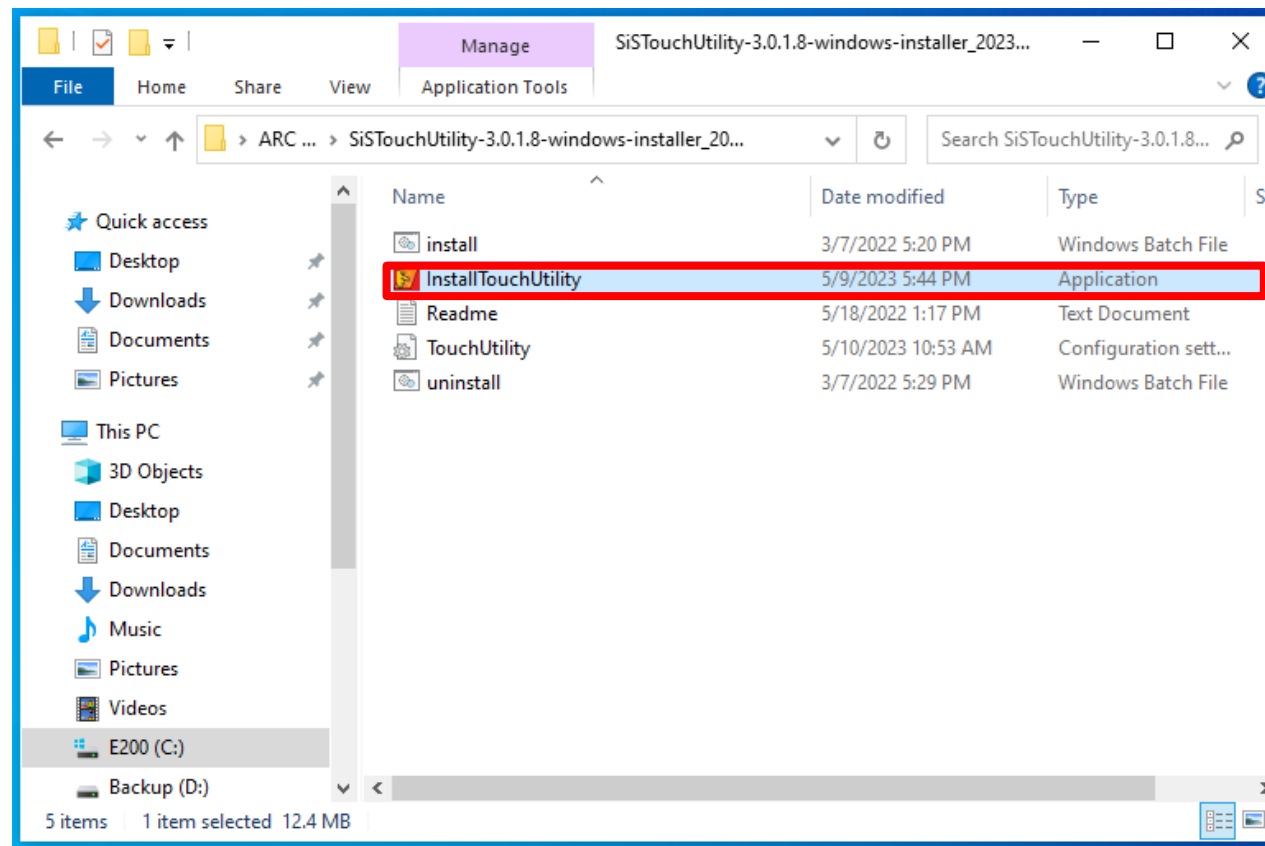 Manage
SiSTouchUtility-3.0.1.8-windows-installer_2023...
File Home Share View Application Tools
ARC ... SiSTouchUtility-3.0.1.8-windows-installer_20...
Search SiSTouchUtility-3.0.1.8...
Name Date modified Type S
Quick access
Desktop
Downloads
Documents
Pictures
This PC
3D Objects
Desktop
Documents
Downloads
Music
Pictures
Videos
E200 (C:)
Backup (D:)
install 3/7/2022 5:20 PM Windows Batch File
InstallTouchUtility 5/9/2023 5:44 PM Application
Readme 5/18/2022 1:17 PM Text Document
TouchUtility 5/10/2023 10:53 AM Configuration sett...
uninstall 3/7/2022 5:29 PM Windows Batch File
5 items 1 item selected 12.4 MB